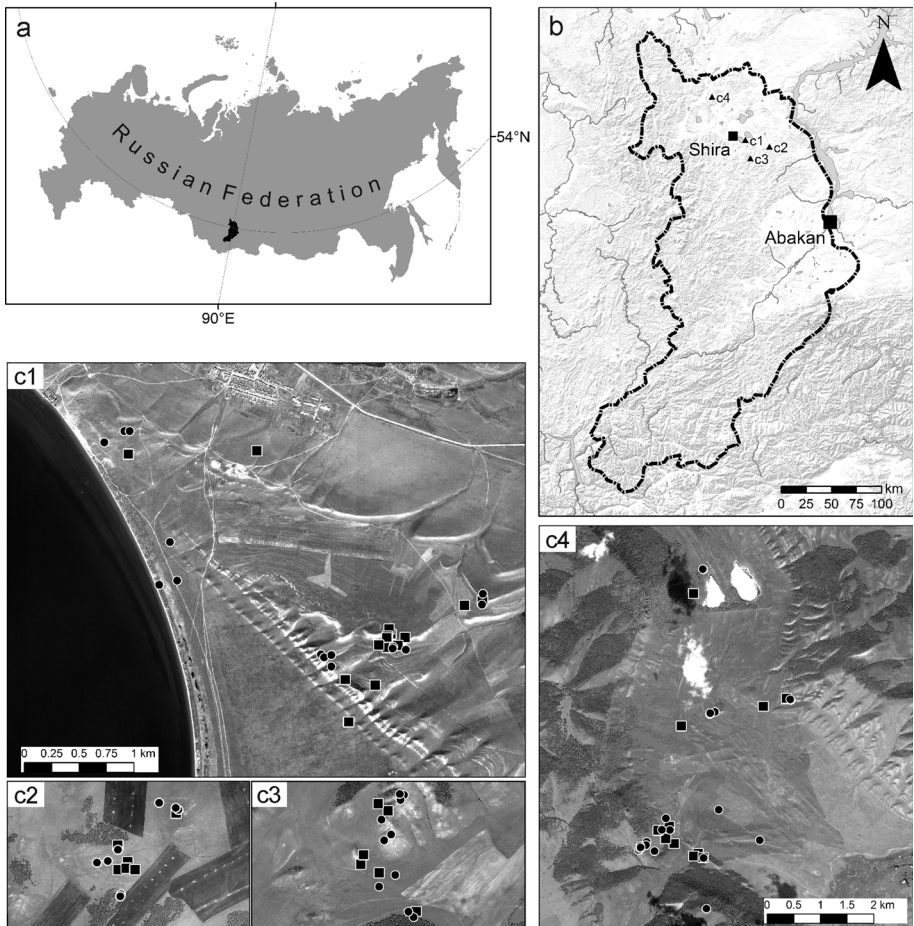 a
Russian Federation
54°N
90°E
b
N
c4
Shira
c1
c2
c3
Abakan
km
0 25 50 75 100
c1
0 0.25 0.5 0.75 1 km
c2
c3
c4
0 0.5 1 1.5 2 km